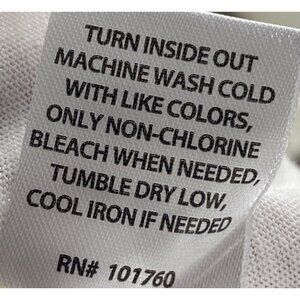 TURN INSIDE OUT
MACHINE WASH COLD
WITH LIKE COLORS,
ONLY NON-CHLORINE
BLEACH WHEN NEEDED,
TUMBLE DRY LOW,
COOL IRON IF NEEDED
RN# 101760